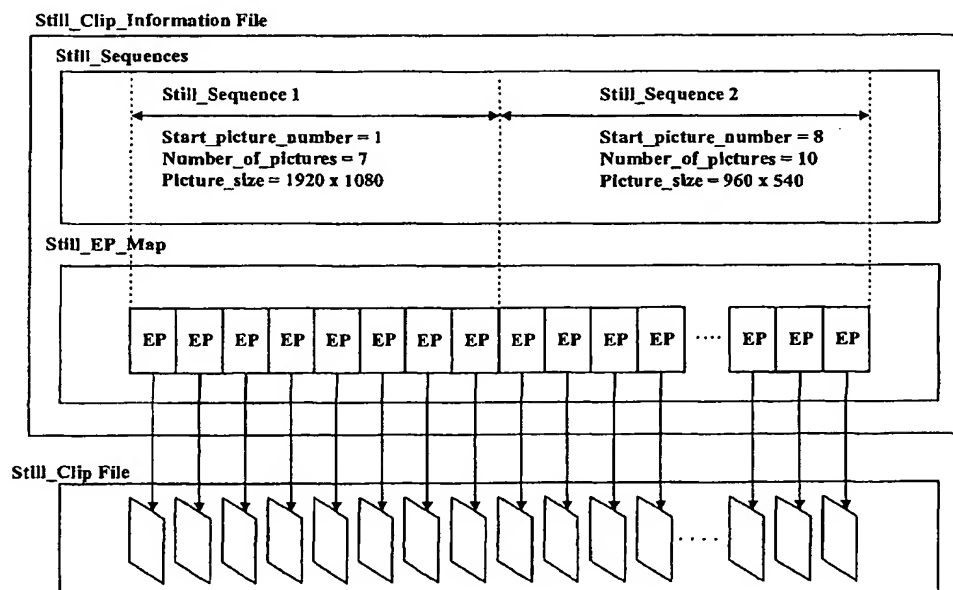 Still_Clip_Information File
Still_Sequences
Still_Sequence 1
Still_Sequence 2
Start_picture_number = 1
Number_of_pictures = 7
Picture_size = 1920 x 1080
Start_picture_number = 8
Number_of_pictures = 10
Picture_size = 960 x 540
Still_EP_Map
EP EP EP EP EP EP EP EP EP EP EP EP ···· EP EP EP
Still_Clip File
·····